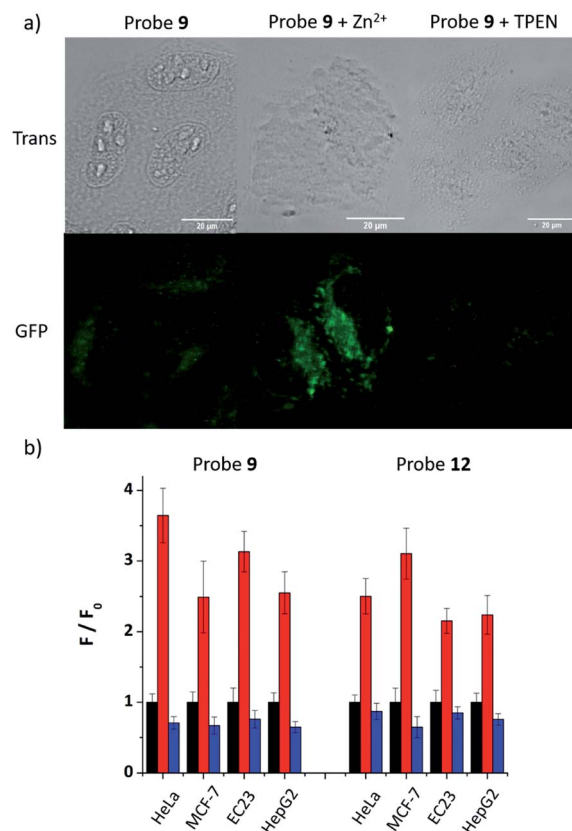 a)
Probe 9 Probe 9 + Zn²⁺ Probe 9 + TPEN
Trans
20 μm 20 μm 20 μm
GFP
b)
Probe 9 Probe 12
4
3
2
1
0
F / F₀
HeLa MCF-7 EC23 HepG2 HeLa MCF-7 EC23 HepG2